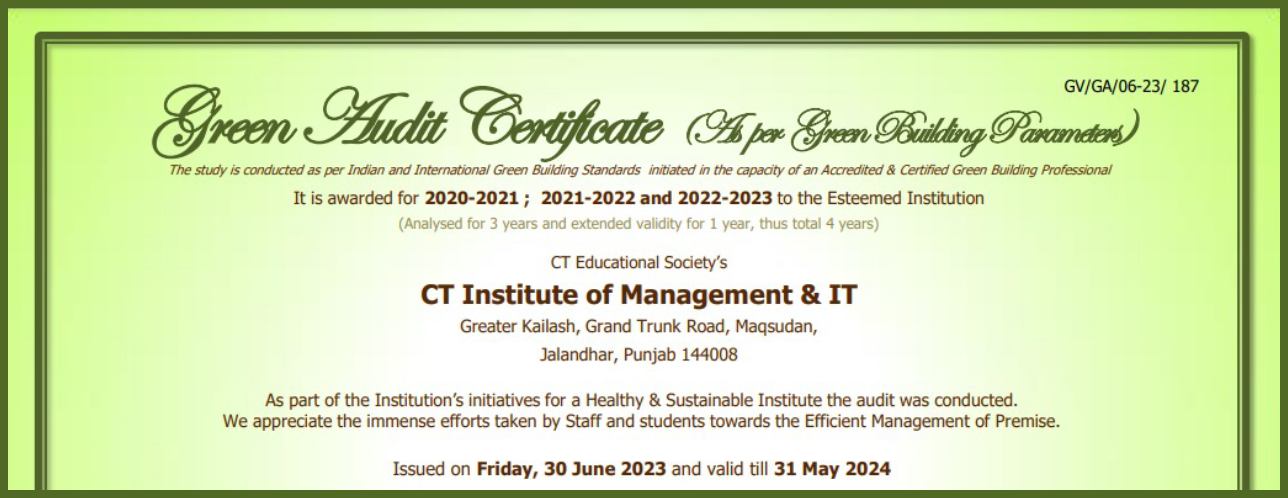 GV/GA/06-23/ 187
Green Audit Certificate (As per Green Building Parameters)
The study is conducted as per Indian and International Green Building Standards initiated in the capacity of an Accredited & Certified Green Building Professional
It is awarded for 2020-2021 ; 2021-2022 and 2022-2023 to the Esteemed Institution
(Analysed for 3 years and extended validity for 1 year, thus total 4 years)
CT Educational Society's
CT Institute of Management & IT
Greater Kailash, Grand Trunk Road, Maqsudan,
Jalandhar, Punjab 144008
As part of the Institution's initiatives for a Healthy & Sustainable Institute the audit was conducted.
We appreciate the immense efforts taken by Staff and students towards the Efficient Management of Premise.
Issued on Friday, 30 June 2023 and valid till 31 May 2024